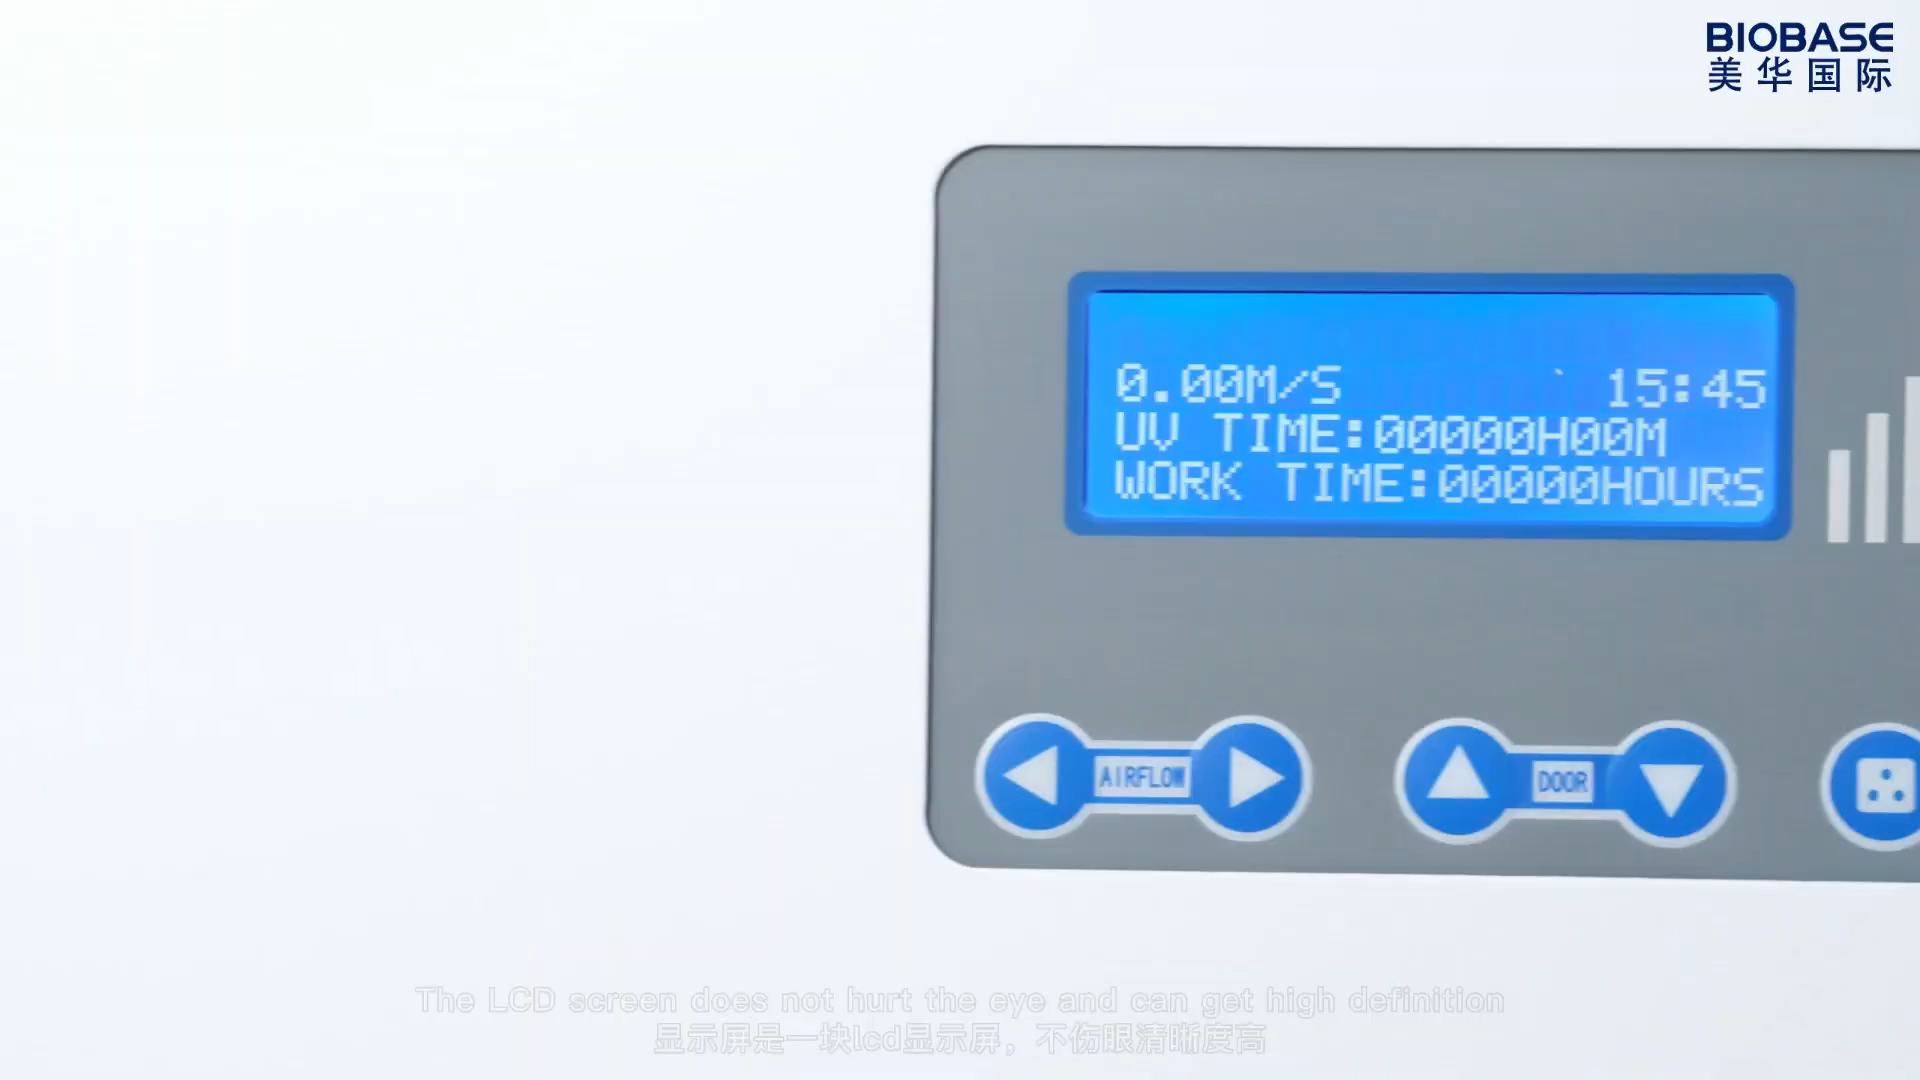 BIOBASE
美华国际
0.00M/S 15:45
UV TIME:00000H00M
WORK TIME:00000HOURS
AIRFLOW
DOOR
The LCD screen does not hurt the eye and can get high definition
显示屏是一块lcd显示屏，不伤眼清晰度高